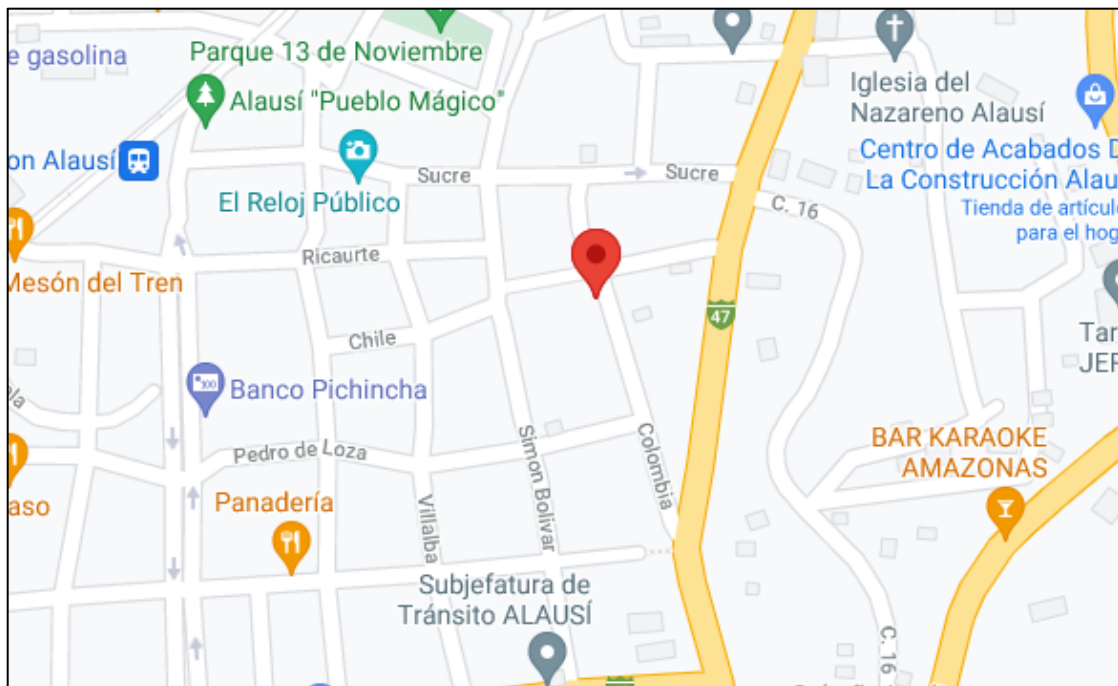 Parque 13 de Noviembre
e gasolina
Alausí "Pueblo Mágico"
Iglesia del
Nazareno Alausí
on Alausí
Centro de Acabados D
La Construcción Alau
Tienda de artícul
para el hog
Sucre
Sucre
El Reloj Público
C. 16
Ricaurte
Mesón del Tren
47
Chile
Tar
JER
100
Banco Pichincha
BAR KARAOKE
AMAZONAS
Pedro de Loza
Simon Bolivar
Colombia
aso
Panadería
Villalba
Subjefatura de
Tránsito ALAUSÍ
C. 16
47